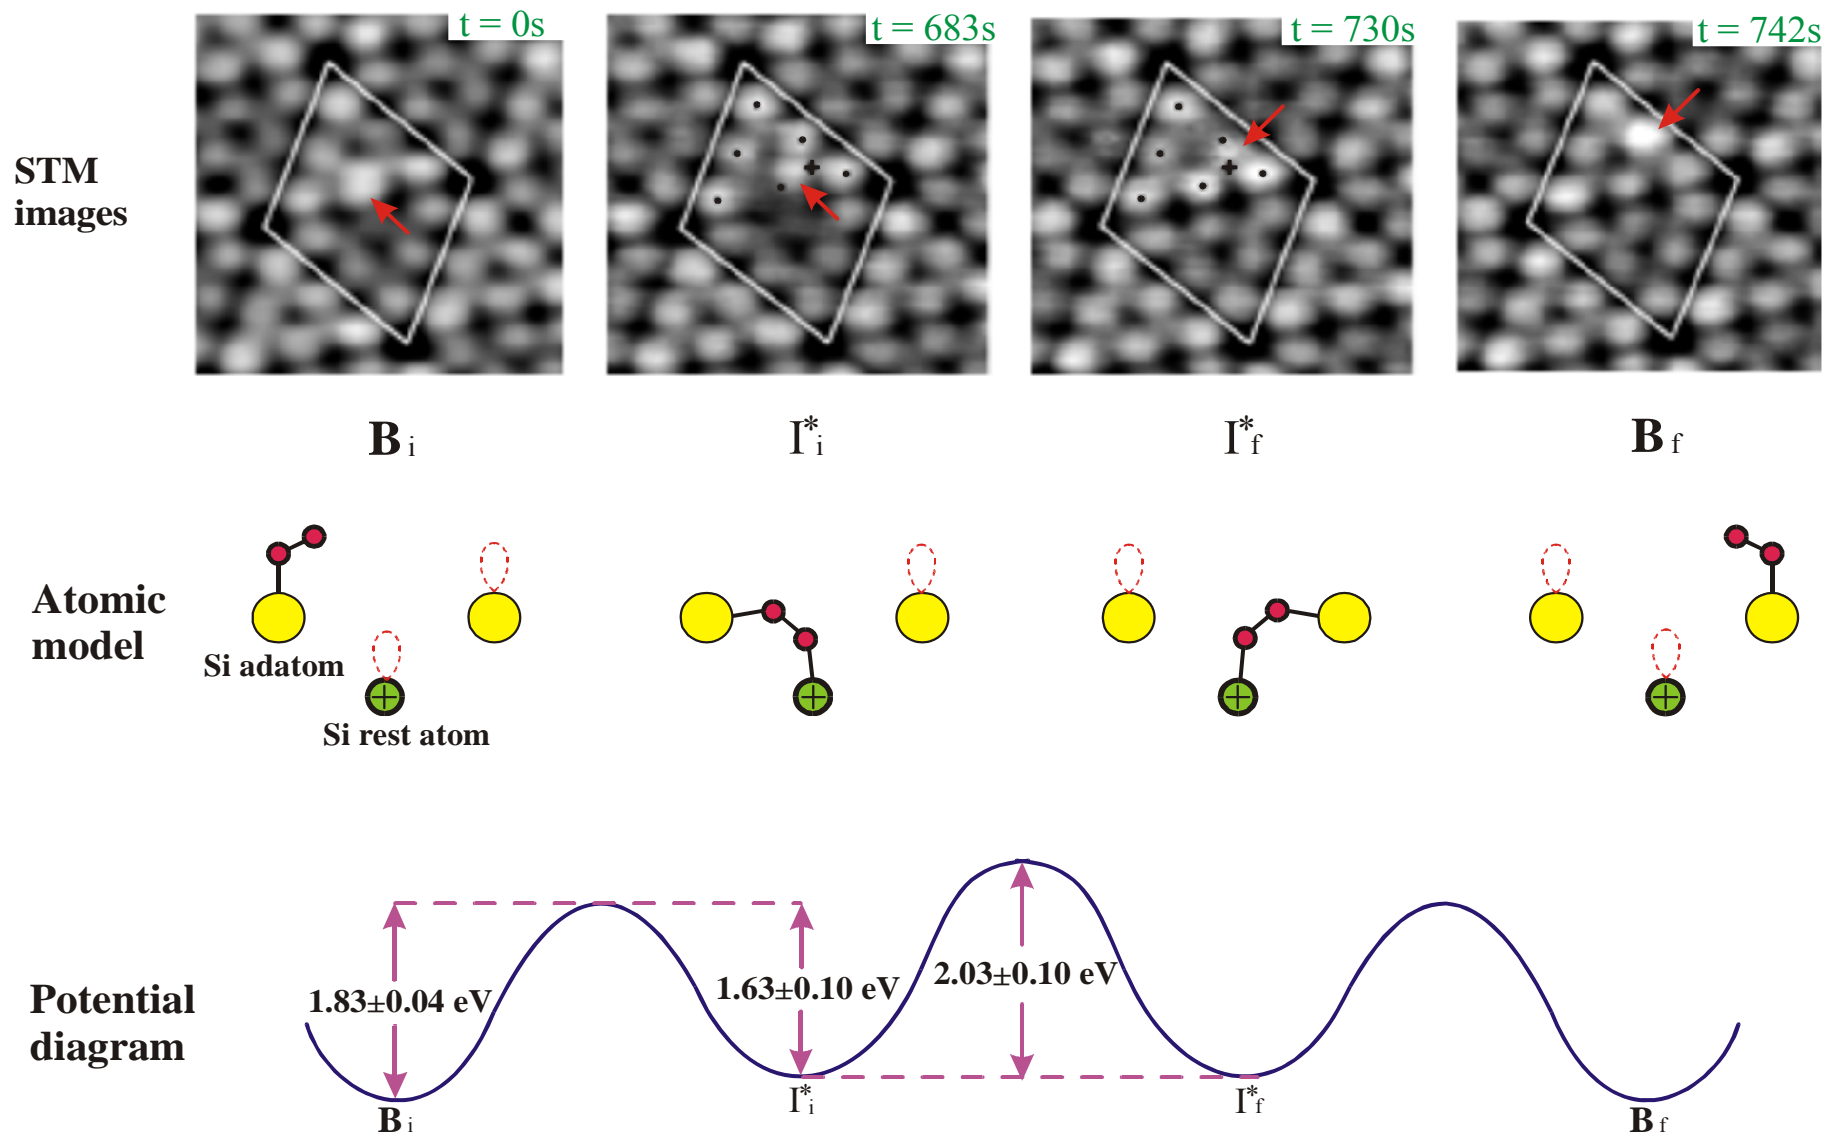 t = 0s
t = 683s
t = 730s
t = 742s
STM
images
B i
I*i
I*f
B f
Atomic
model
Si adatom
Si rest atom
Potential
diagram
1.83±0.04 eV
1.63±0.10 eV
2.03±0.10 eV
B i
I*i
I*f
B f